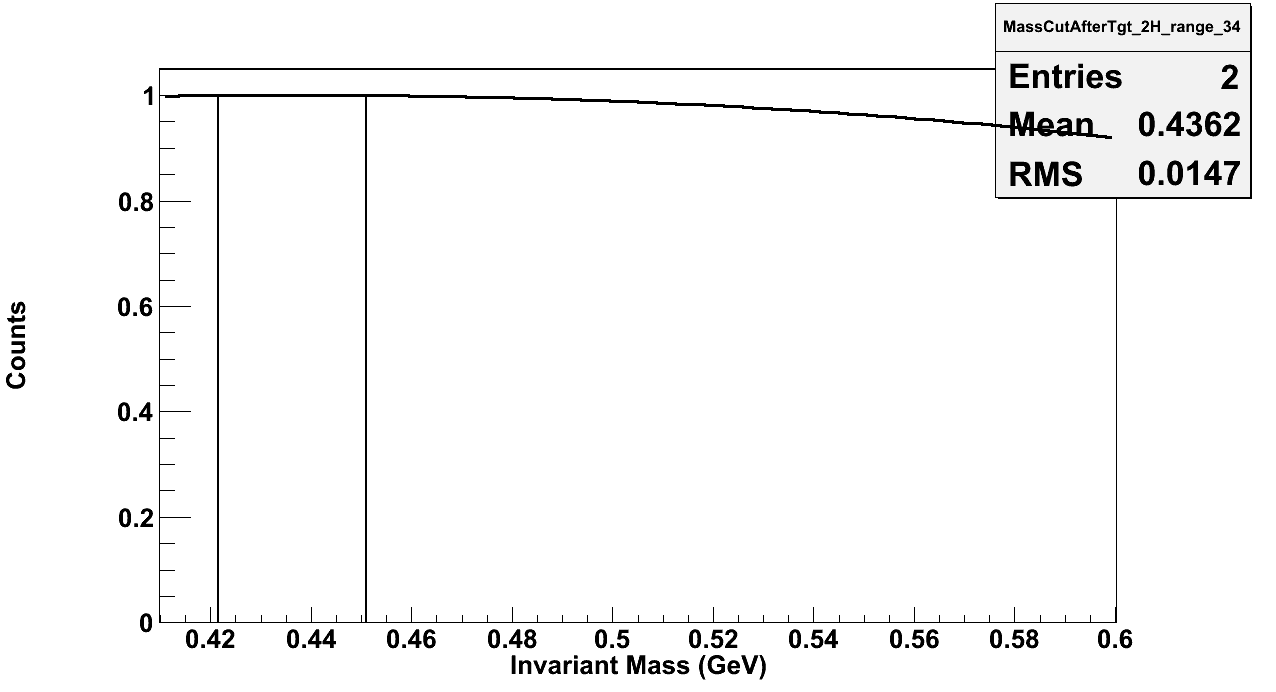 MassCutAfterTgt_2H_range_34
Entries 2
Mean 0.4362
RMS 0.0147
1
0.8
0.6
0.4
0.2
0
Counts
0.42 0.44 0.46 0.48 0.5 0.52 0.54 0.56 0.58 0.6
Invariant Mass (GeV)